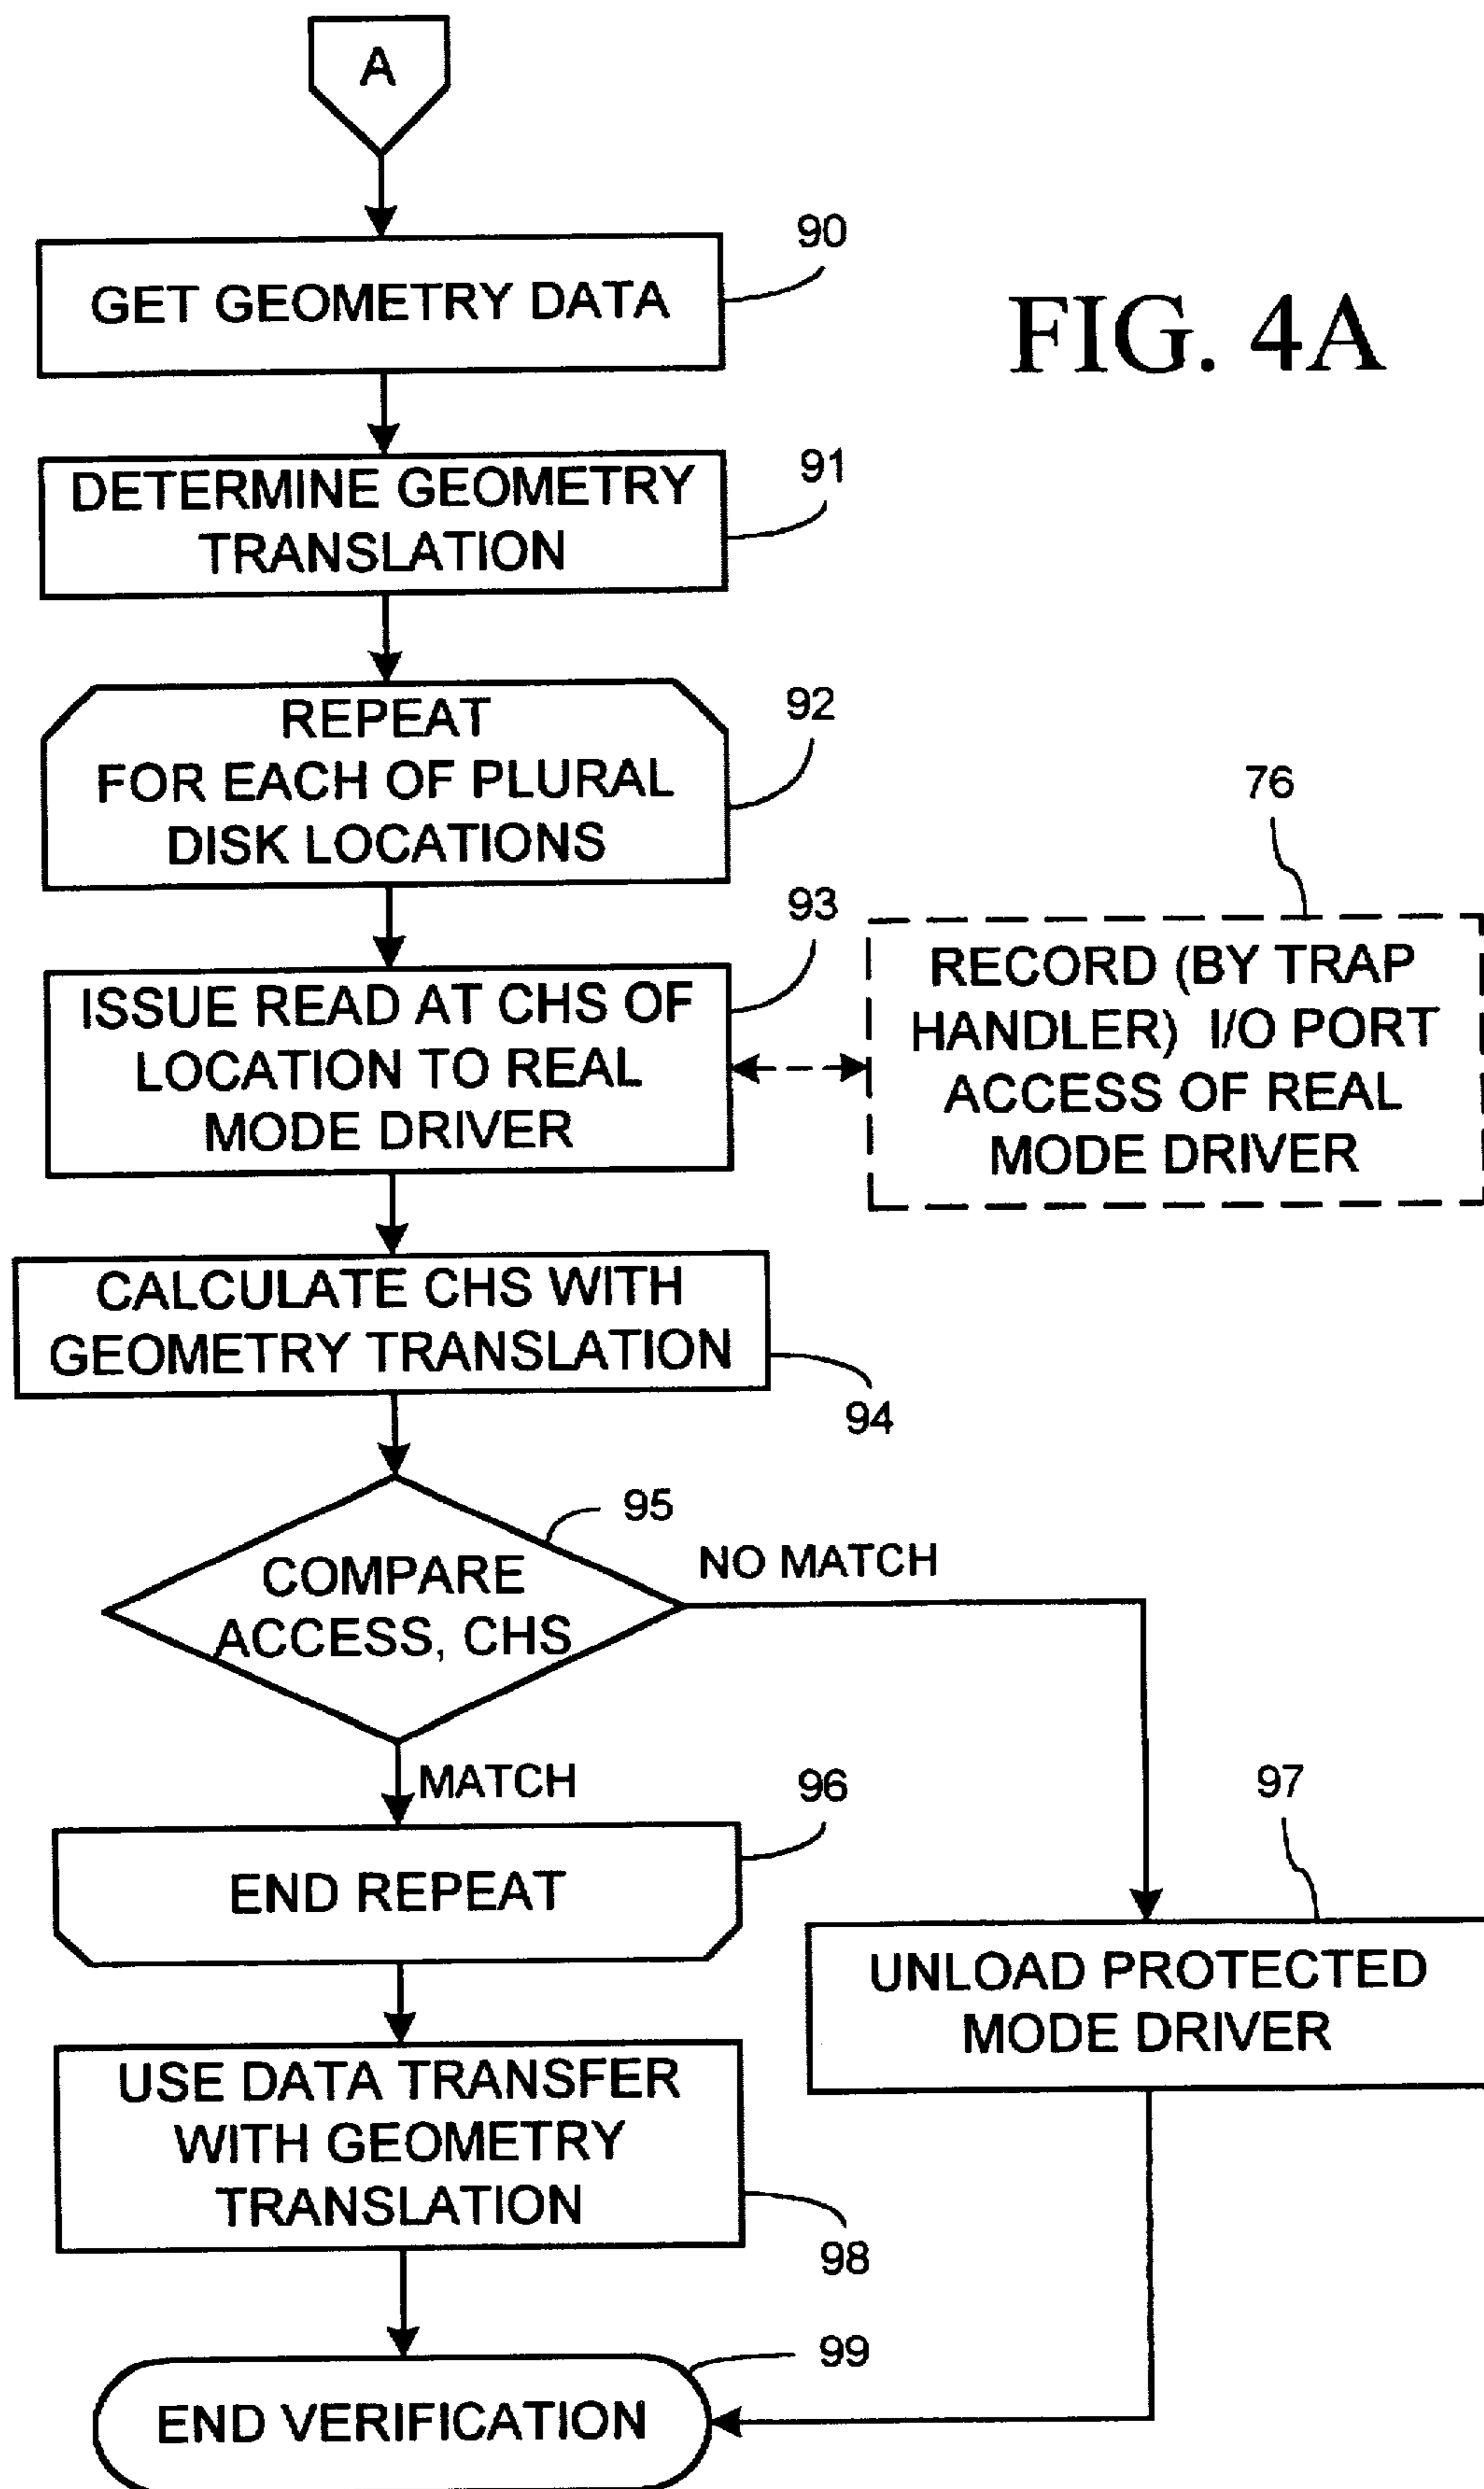 A
90
GET GEOMETRY DATA
FIG. 4A
91
DETERMINE GEOMETRY
TRANSLATION
92
REPEAT
FOR EACH OF PLURAL
DISK LOCATIONS
76
93
ISSUE READ AT CHS OF
LOCATION TO REAL
MODE DRIVER
RECORD (BY TRAP
HANDLER) I/O PORT
ACCESS OF REAL
MODE DRIVER
CALCULATE CHS WITH
GEOMETRY TRANSLATION
94
95
COMPARE
ACCESS, CHS
NO MATCH
MATCH
96
97
END REPEAT
UNLOAD PROTECTED
MODE DRIVER
USE DATA TRANSFER
WITH GEOMETRY
TRANSLATION
98
99
END VERIFICATION